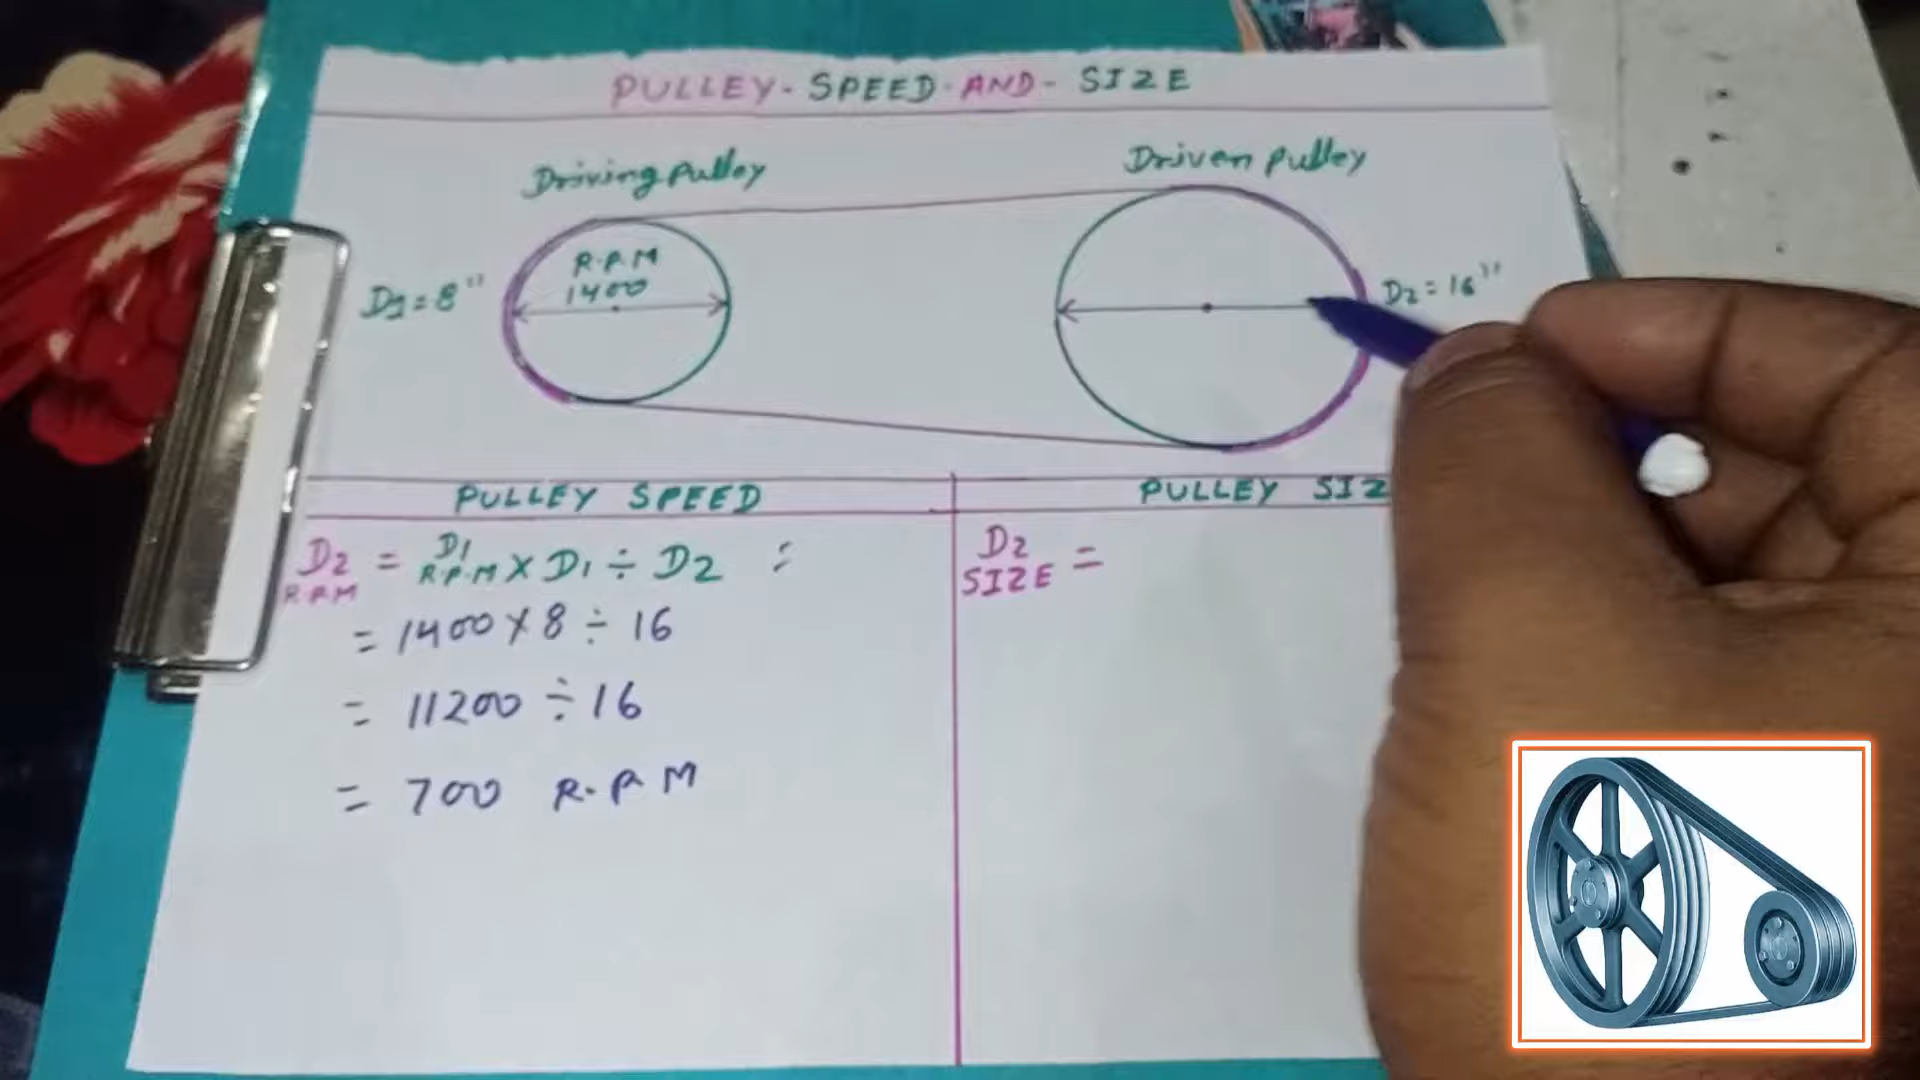 PULLEY - SPEED - AND - SIZE
Driving pulley
Driven pulley
R.P.M
1400
D1 = 8"
D2 = 16"
PULLEY SPEED
PULLEY SIZ
D2
R.P.M
= D1
R.P.M × D1 ÷ D2 =
= 1400 × 8 ÷ 16
= 11200 ÷ 16
= 700 R.P.M
D2
SIZE =